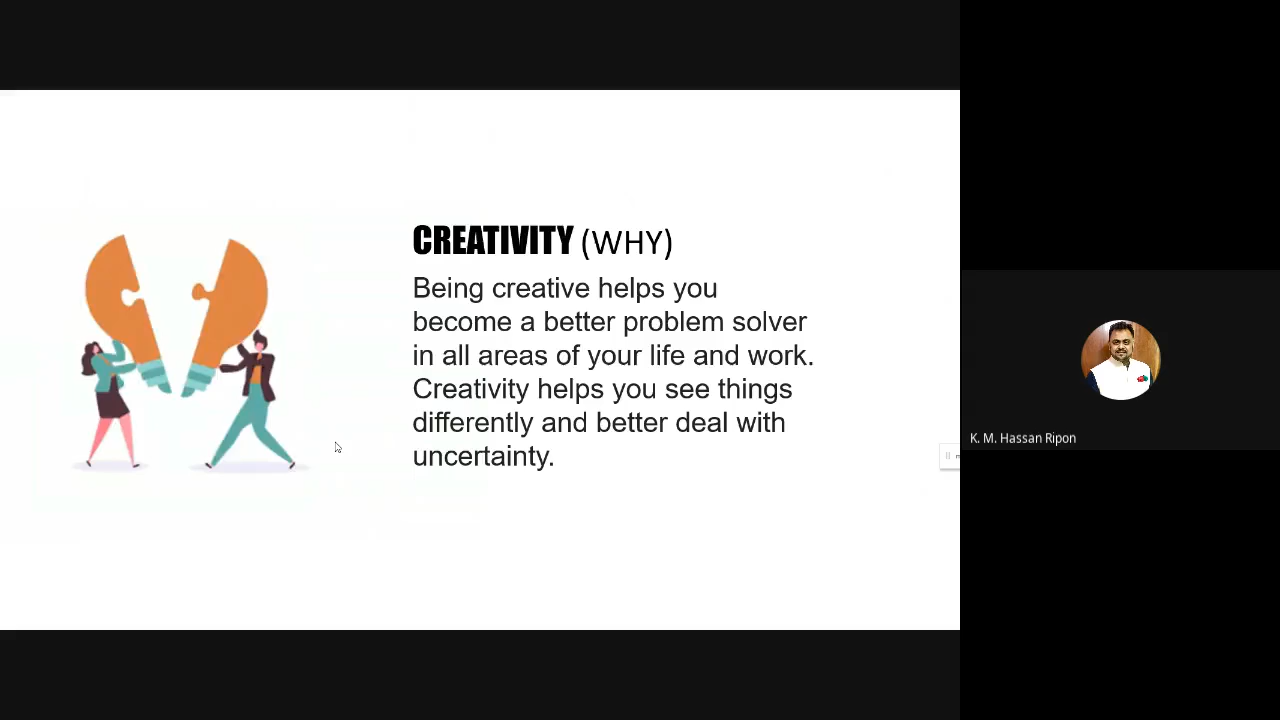 CREATIVITY (WHY)
Being creative helps you
become a better problem solver
in all areas of your life and work.
Creativity helps you see things
differently and better deal with
uncertainty.
K. M. Hassan Ripon